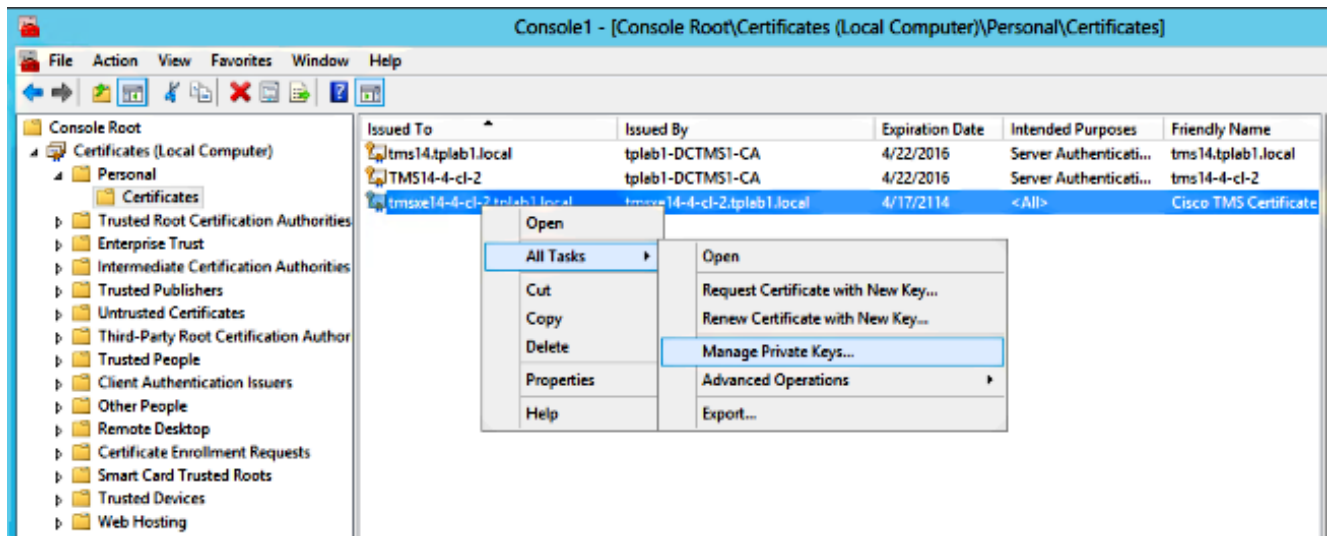 Console1 - [Console Root\Certificates (Local Computer)\Personal\Certificates]
File Action View Favorites Window Help
Console Root
Certificates (Local Computer)
Personal
Certificates
Trusted Root Certification Authorities
Enterprise Trust
Intermediate Certification Authorities
Trusted Publishers
Untrusted Certificates
Third-Party Root Certification Author
Trusted People
Client Authentication Issuers
Other People
Remote Desktop
Certificate Enrollment Requests
Smart Card Trusted Roots
Trusted Devices
Web Hosting
Issued To Issued By Expiration Date Intended Purposes Friendly Name
tms14.tplab1.local tplab1-DCTMS1-CA 4/22/2016 Server Authenticati... tms14.tplab1.local
TMS14-4-cl-2 tplab1-DCTMS1-CA 4/22/2016 Server Authenticati... tms14-4-cl-2
tmsxe14-4-cl-2.tplab1.local tmsxe14-4-cl-2.tplab1.local 4/17/2114 <All> Cisco TMS Certificate
Open
All Tasks
Cut
Copy
Delete
Properties
Help
Open
Request Certificate with New Key...
Renew Certificate with New Key...
Manage Private Keys...
Advanced Operations
Export...